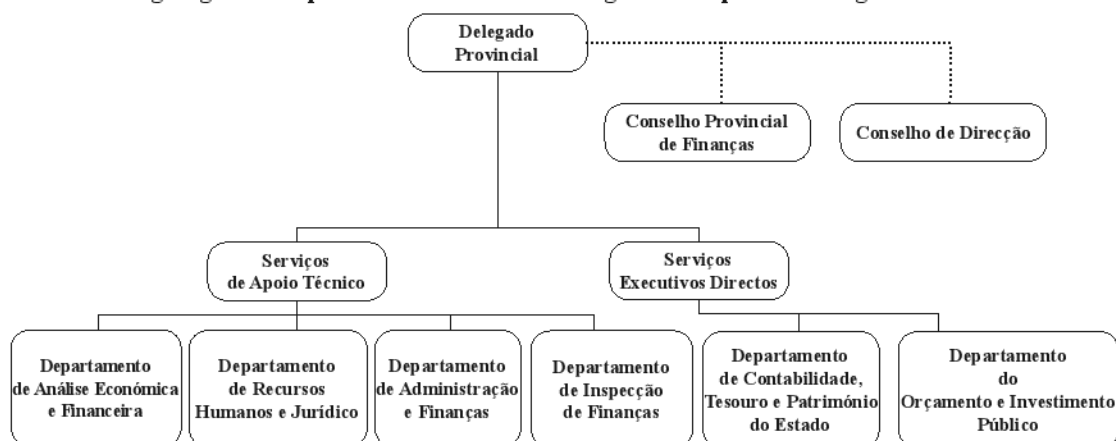 Delegado
Provincial
Conselho Provincial
de Finanças
Conselho de Direcção
Serviços
de Apoio Técnico
Serviços
Executivos Directos
Departamento
de Análise Económica
e Financeira
Departamento
de Recursos
Humanos e Jurídico
Departamento
de Administração
e Finanças
Departamento
de Inspecção
de Finanças
Departamento
de Contabilidade,
Tesouro e Património
do Estado
Departamento
do
Orçamento e Investimento
Público